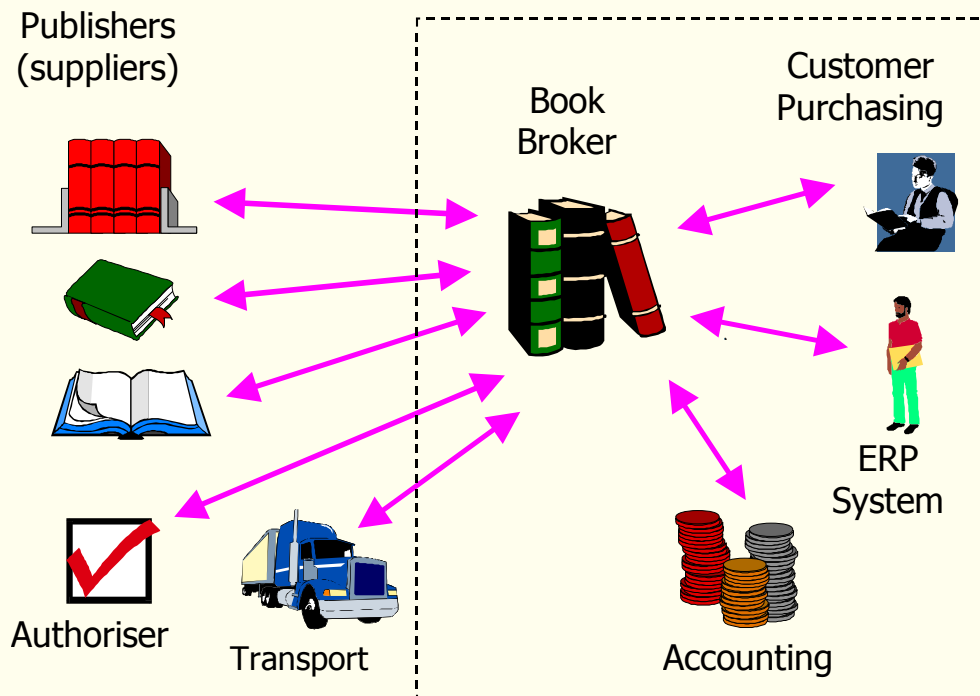 Publishers
(suppliers)
Book
Broker
Customer
Purchasing
ERP
System
Authoriser
Transport
Accounting